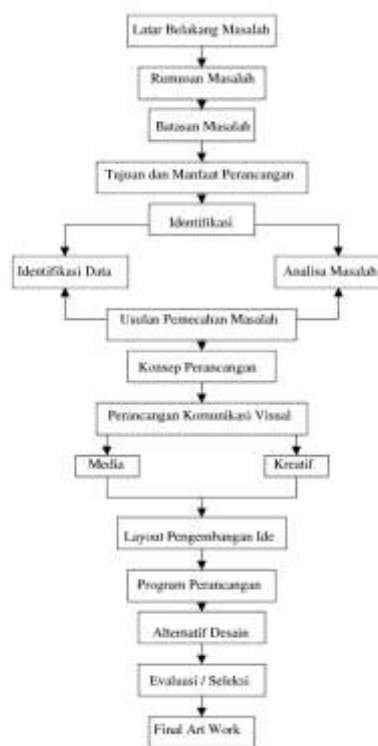 Latar Belakang Masalah
Rumusan Masalah
Batasan Masalah
Tujuan dan Manfaat Perancangan
Identifikasi
Identifikasi Data
Analisa Masalah
Usulan Pemecahan Masalah
Konsep Perancangan
Perancangan Komunikasi Visual
Media
Kreatif
Layout Pengembangan Ide
Program Perancangan
Alternatif Desain
Evaluasi / Seleksi
Final Art Work